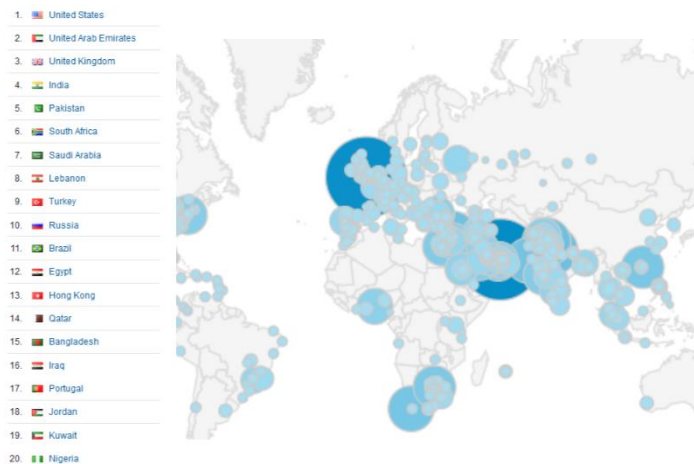 1. United States
2. United Arab Emirates
3. United Kingdom
4. India
5. Pakistan
6. South Africa
7. Saudi Arabia
8. Lebanon
9. Turkey
10. Russia
11. Brazil
12. Egypt
13. Hong Kong
14. Qatar
15. Bangladesh
16. Iraq
17. Portugal
18. Jordan
19. Kuwait
20. Nigeria